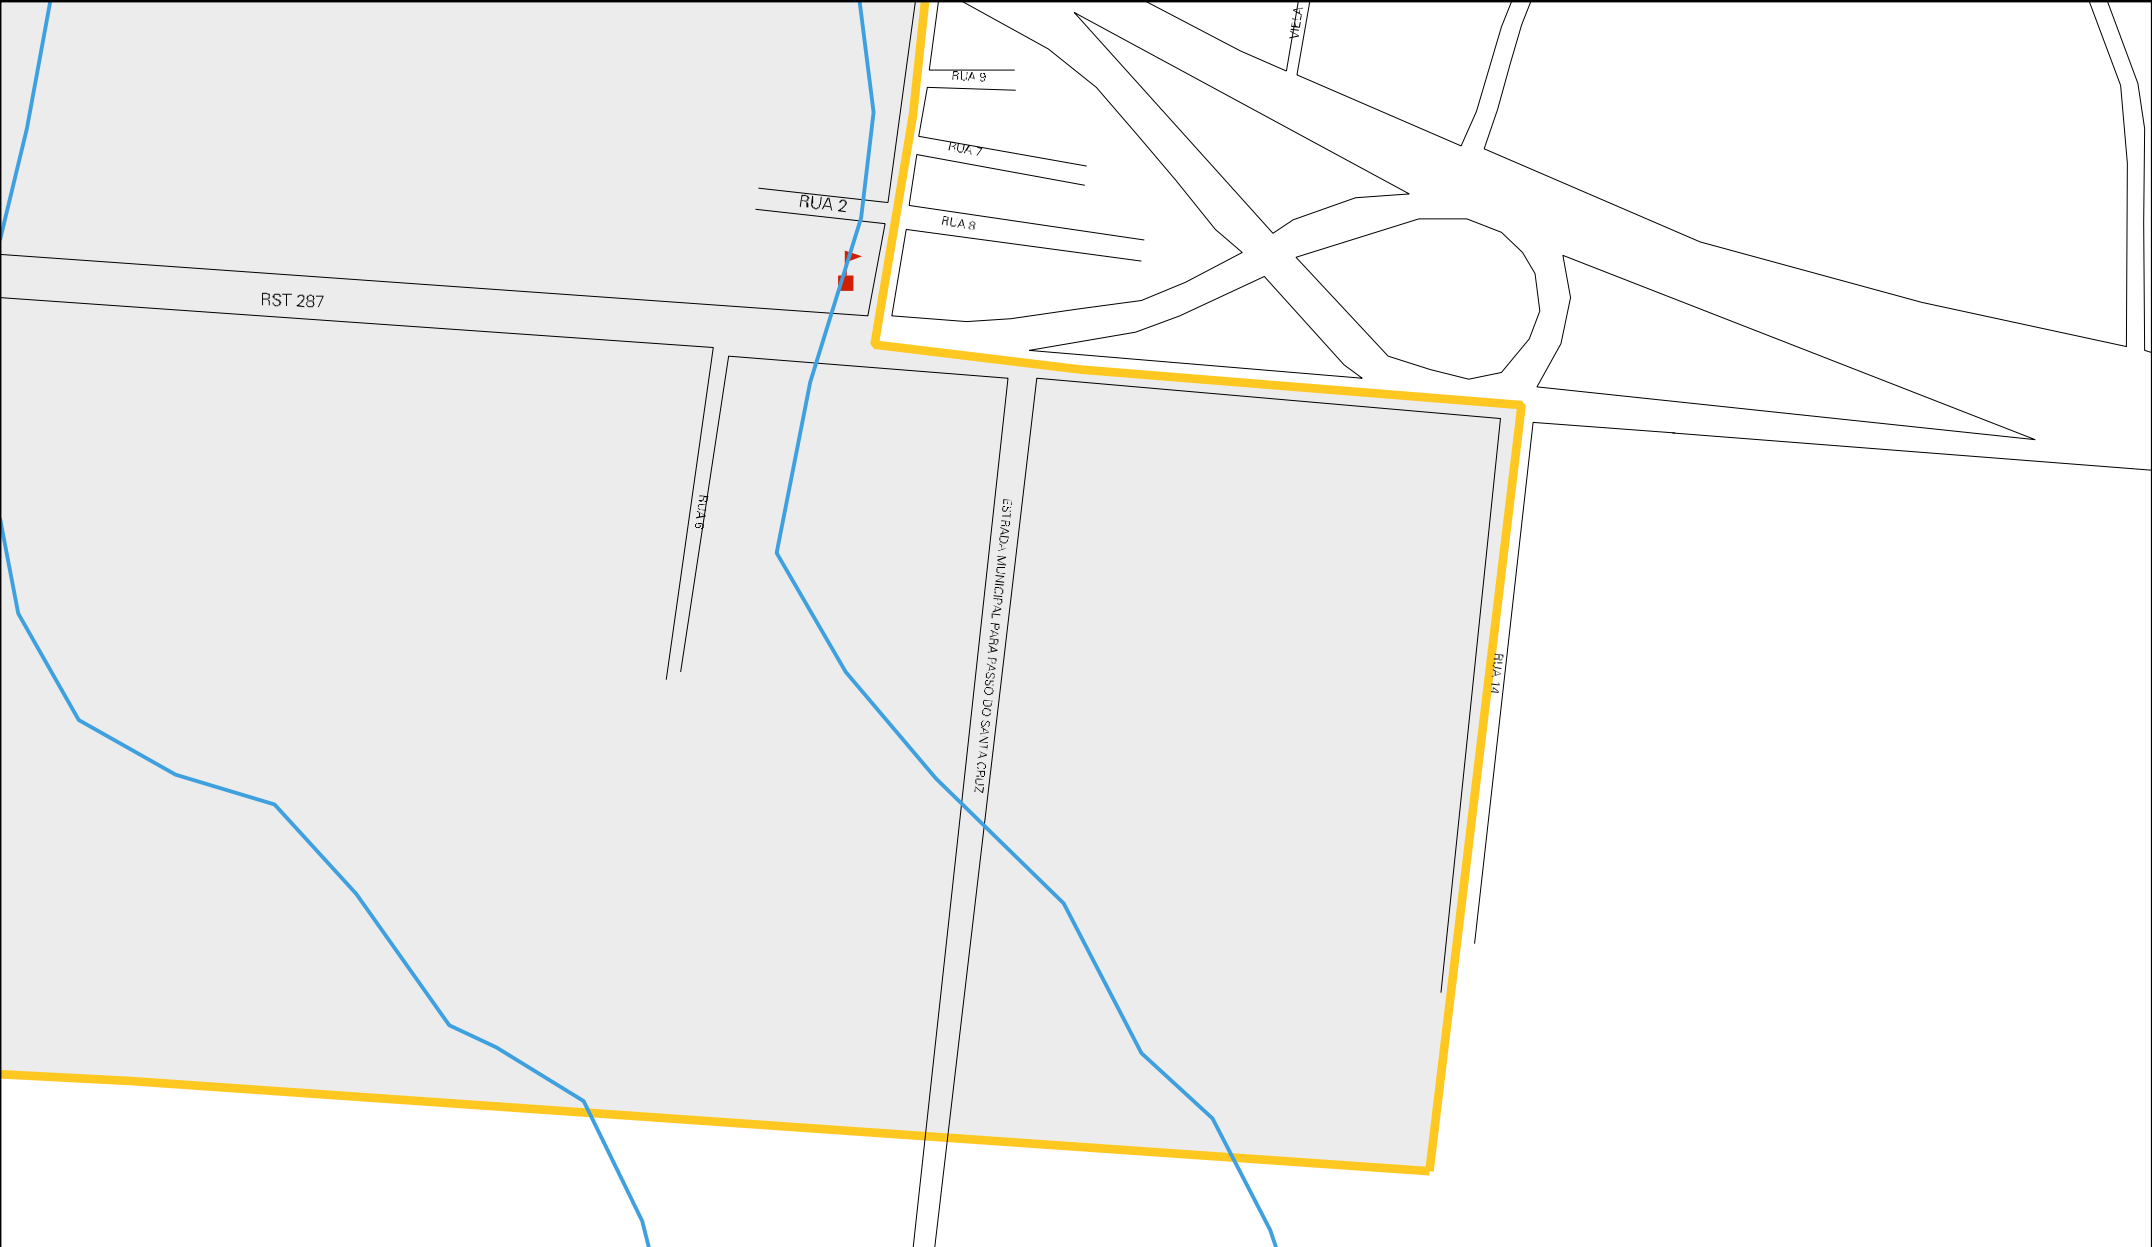 VILLA
RUA 9
RUA 7
RUA 2
RUA 8
RST 287
RUA 6
ESTRADA MUNICIPAL PARA PASSO DO SANTA CRUZ
RUA 14